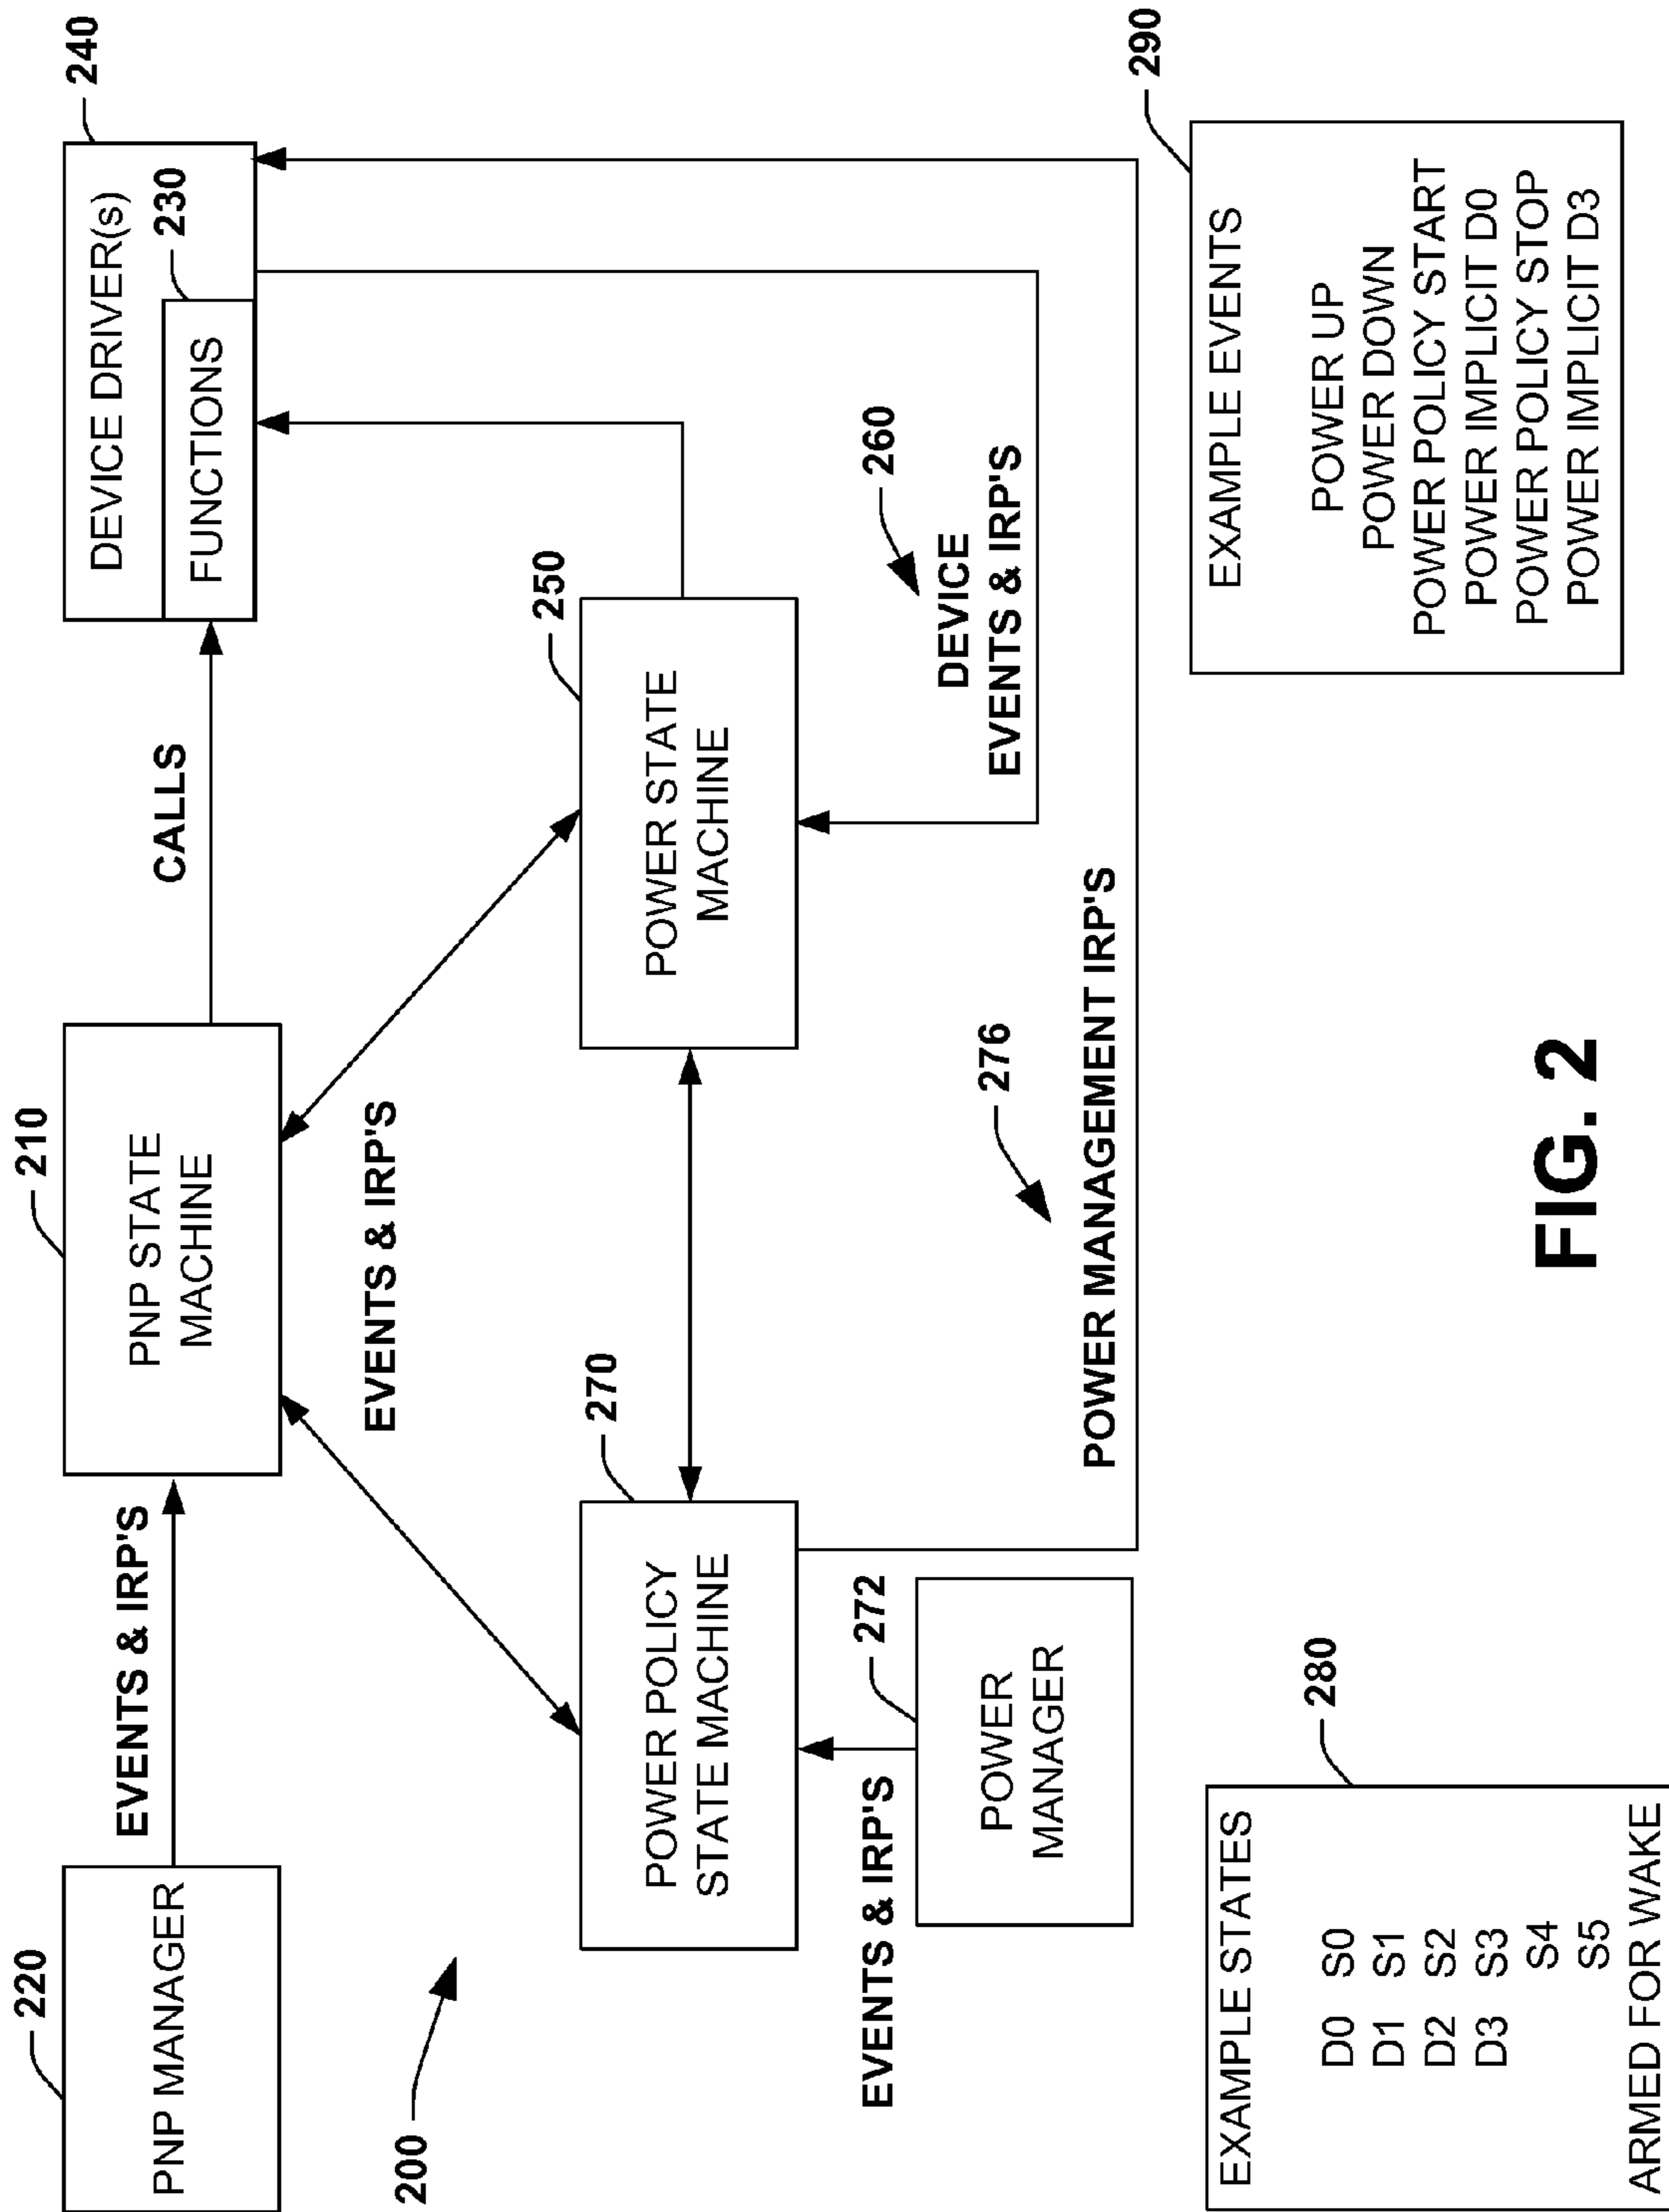 220
PNP MANAGER
EVENTS & IRP'S
210
PNP STATE
MACHINE
CALLS
240
DEVICE DRIVER(s)
230
FUNCTIONS
200
EVENTS & IRP'S
270
POWER POLICY
STATE MACHINE
250
POWER STATE
MACHINE
260
DEVICE
EVENTS & IRP'S
EVENTS & IRP'S
272
POWER
MANAGER
276
POWER MANAGEMENT IRP'S
280
EXAMPLE STATES
D0 S0
D1 S1
D2 S2
D3 S3
S4
S5
ARMED FOR WAKE
290
EXAMPLE EVENTS
POWER UP
POWER DOWN
POWER POLICY START
POWER IMPLICIT D0
POWER POLICY STOP
POWER IMPLICIT D3
FIG. 2